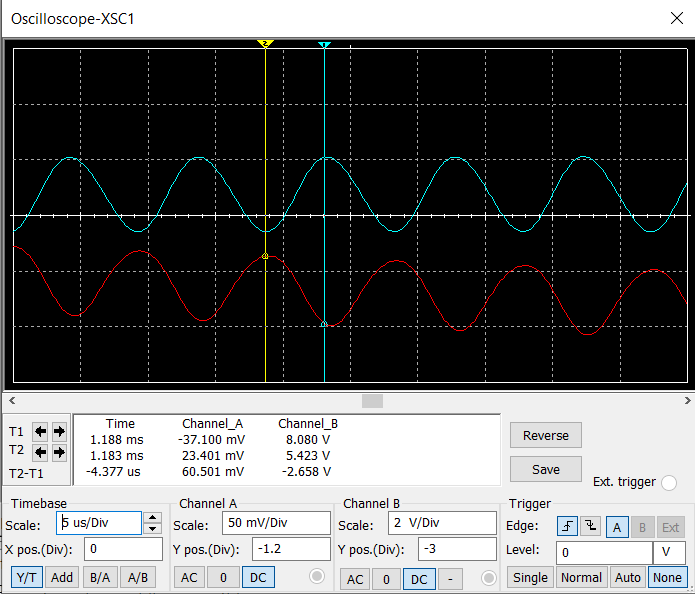 Oscilloscope-XSC1
2 1
Time Channel_A Channel_B
T1 1.188 ms -37.100 mV 8.080 V
T2 1.183 ms 23.401 mV 5.423 V
T2-T1 -4.377 us 60.501 mV -2.658 V
Reverse
Save
Ext. trigger
Timebase Channel A Channel B Trigger
Scale: 5 us/Div Scale: 50 mV/Div Scale: 2 V/Div Edge: A B Ext
X pos.(Div): 0 Y pos.(Div): -1.2 Y pos.(Div): -3 Level: 0 V
Y/T Add B/A A/B AC 0 DC AC 0 DC - Single Normal Auto None